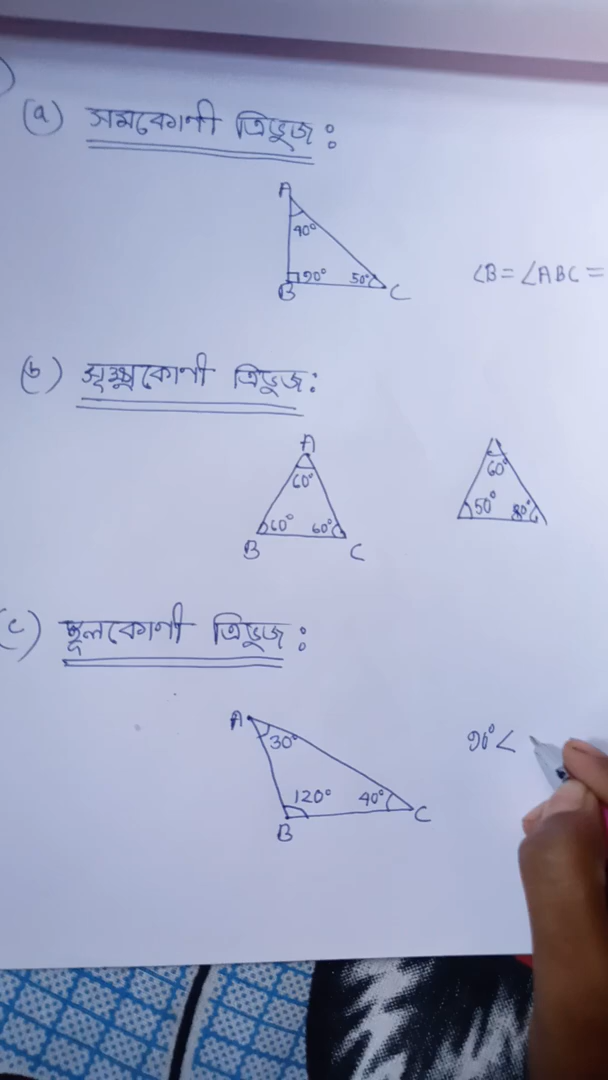 (a) সমকোণী ত্রিভুজ :
A
40°
90° 50°
B C
∠B = ∠ABC =
(b) সূক্ষ্মকোণী ত্রিভুজ :
A
60°
60° 60°
B C
60°
50° 80°
(c) স্থূলকোণী ত্রিভুজ :
A
30°
120° 40°
B C
90° <